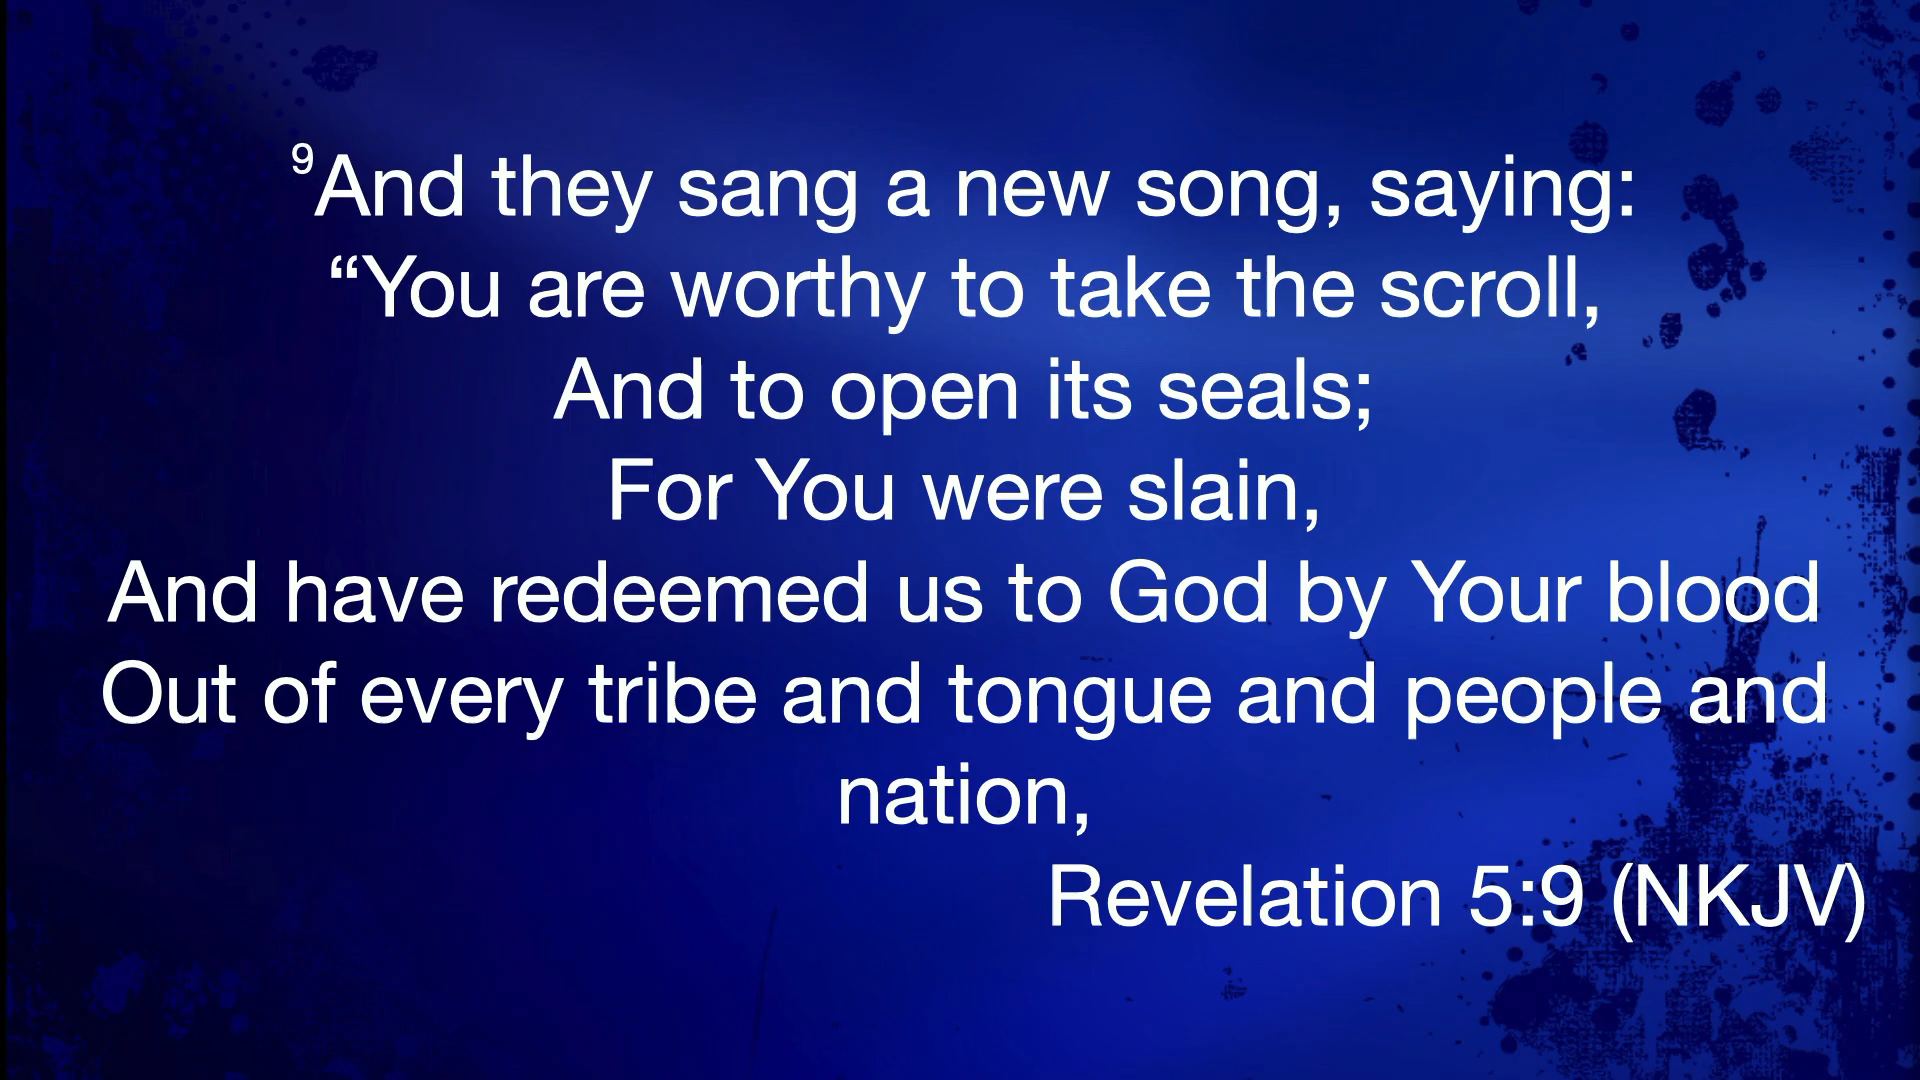 ⁹And they sang a new song, saying:
“You are worthy to take the scroll,
And to open its seals;
For You were slain,
And have redeemed us to God by Your blood
Out of every tribe and tongue and people and
nation,
Revelation 5:9 (NKJV)